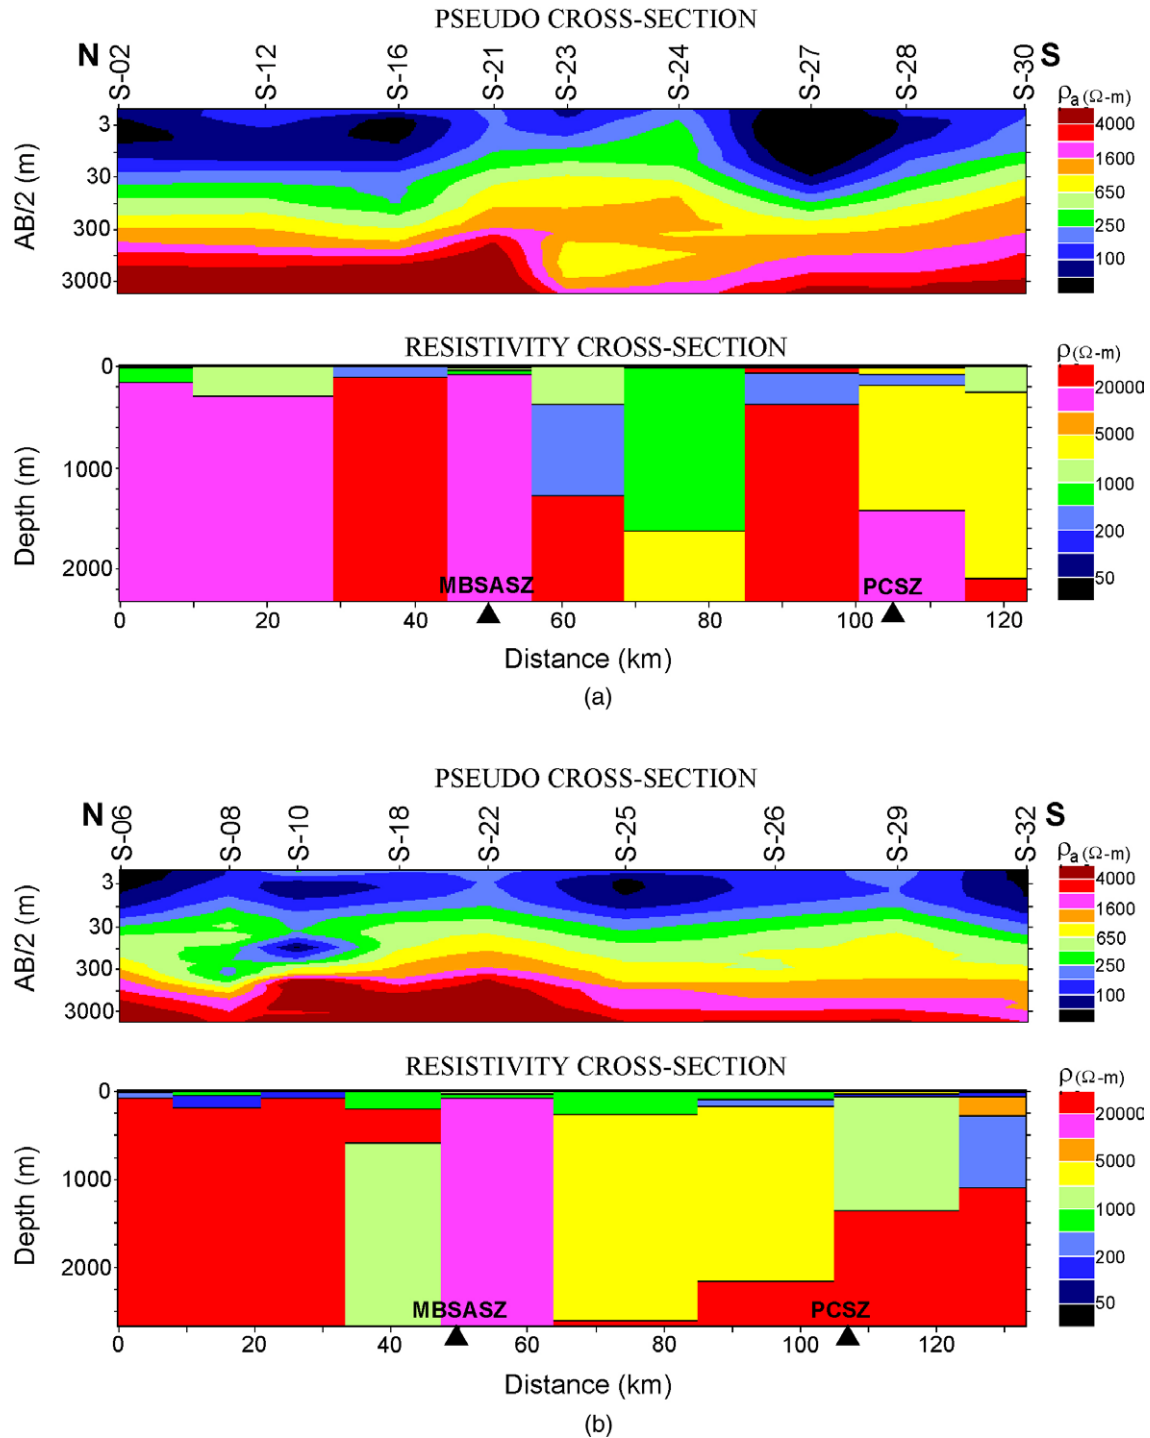 PSEUDO CROSS-SECTION
N S-02 S-12 S-16 S-21 S-23 S-24 S-27 S-28 S-30 S
ρa (Ω-m)
AB/2 (m)
3
30
300
3000
4000
1600
650
250
100
RESISTIVITY CROSS-SECTION
ρ (Ω-m)
Depth (m)
0
1000
2000
20000
5000
1000
200
50
MBSASZ PCSZ
0 20 40 60 80 100 120
Distance (km)
(a)
PSEUDO CROSS-SECTION
N S-06 S-08 S-10 S-18 S-22 S-25 S-26 S-29 S-32 S
ρa (Ω-m)
AB/2 (m)
3
30
300
3000
4000
1600
650
250
100
RESISTIVITY CROSS-SECTION
ρ (Ω-m)
Depth (m)
0
1000
2000
20000
5000
1000
200
50
MBSASZ PCSZ
0 20 40 60 80 100 120
Distance (km)
(b)